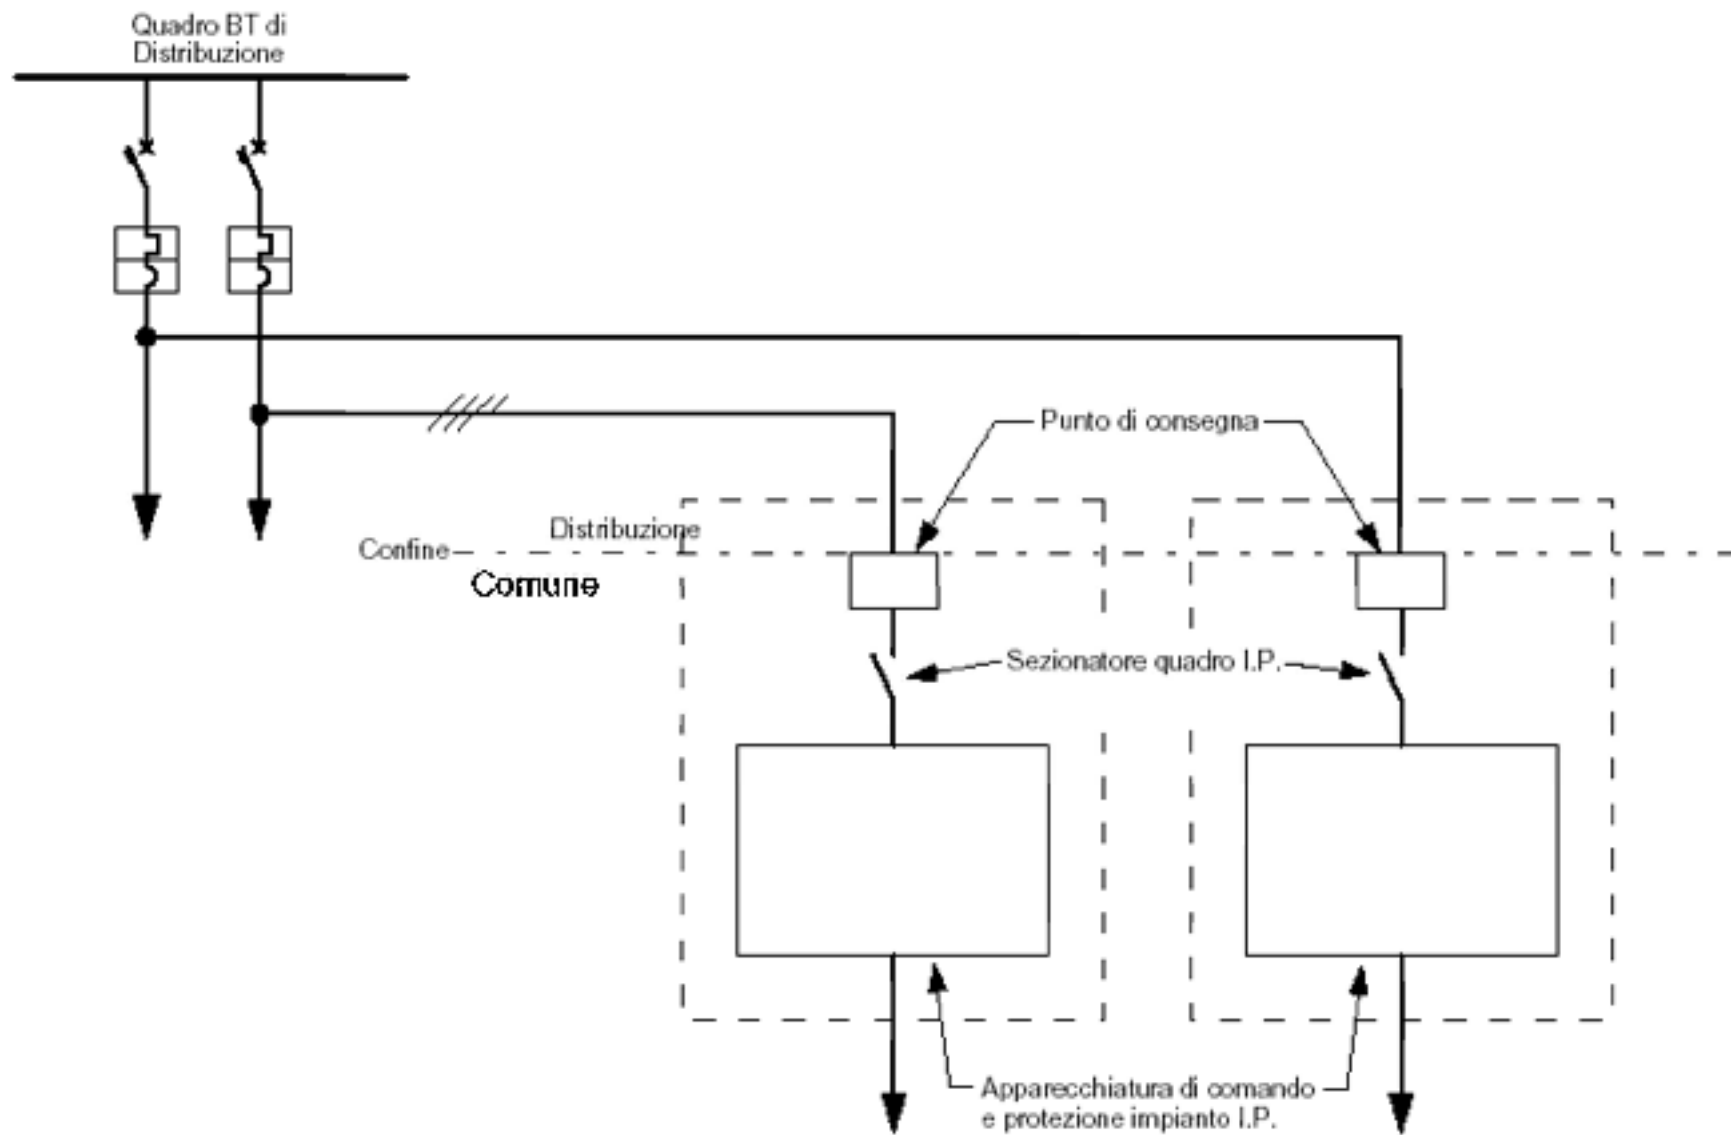 Quadro BT di
Distribuzione
Punto di consegna
Distribuzione
Confine
Comune
Sezionatore quadro I.P.
Apparecchiatura di comando
e protezione impianto I.P.